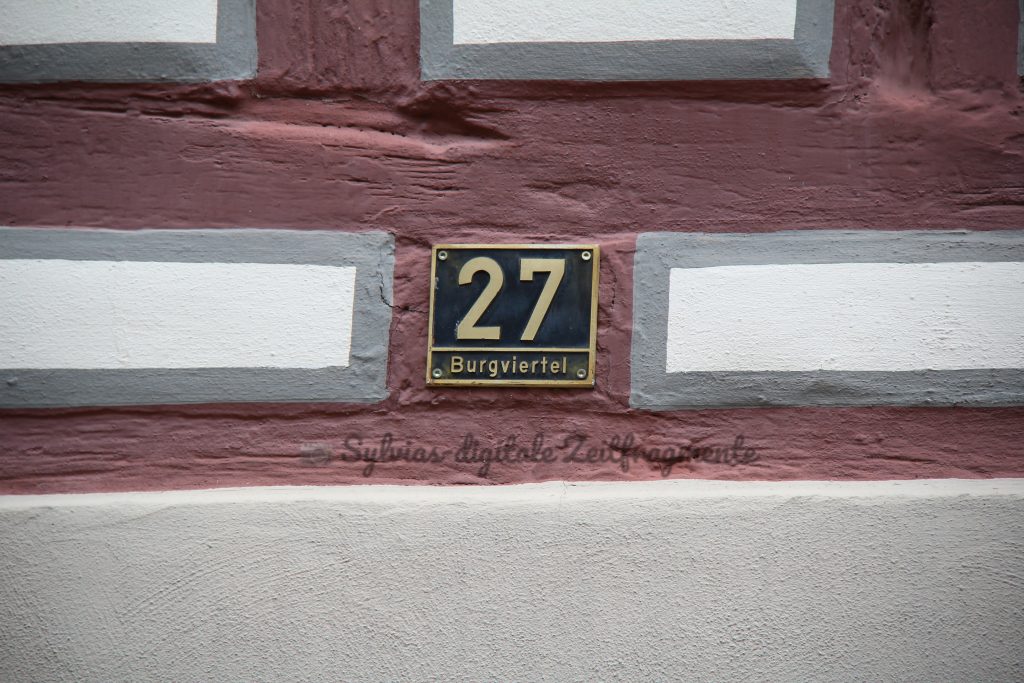 27
Burgviertel
Sylvias digitale Zeitfragmente